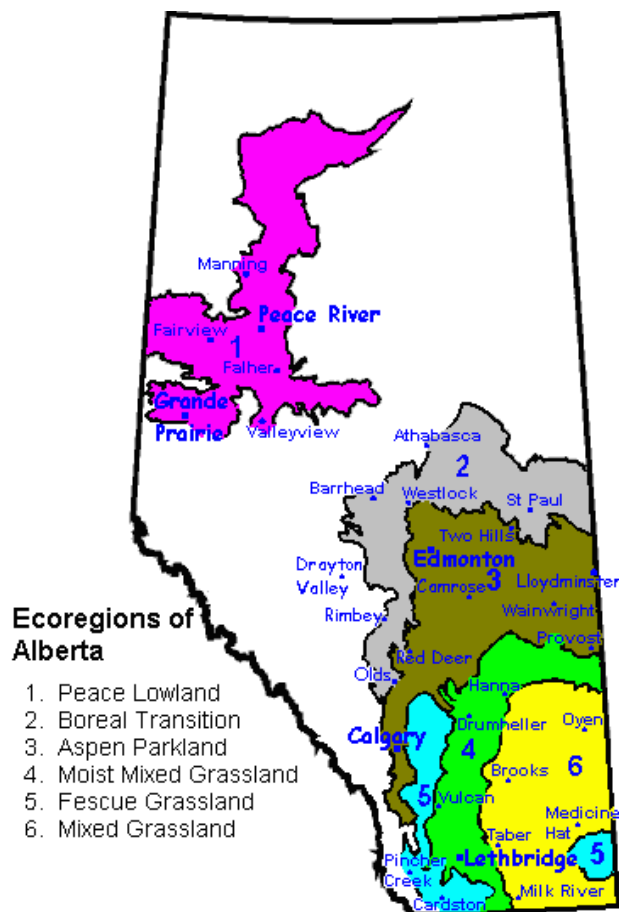 Manning
Peace River
Fairview
1
Falher
Grande
Prairie
Valleyview
Athabasca
2
Barrhead
Westlock
St Paul
Two Hills
Edmonton
Drayton
Valley
3
Lloydminster
Camrose
Wainwright
Rimbey
Provost
Red Deer
Olds
Hanna
Drumheller
Oyen
Calgary
4
6
Brooks
5
Vulcan
Medicine
Hat
Taber
5
Pincher
Creek
Lethbridge
Milk River
Cardston
Ecoregions of
Alberta
1. Peace Lowland
2. Boreal Transition
3. Aspen Parkland
4. Moist Mixed Grassland
5. Fescue Grassland
6. Mixed Grassland